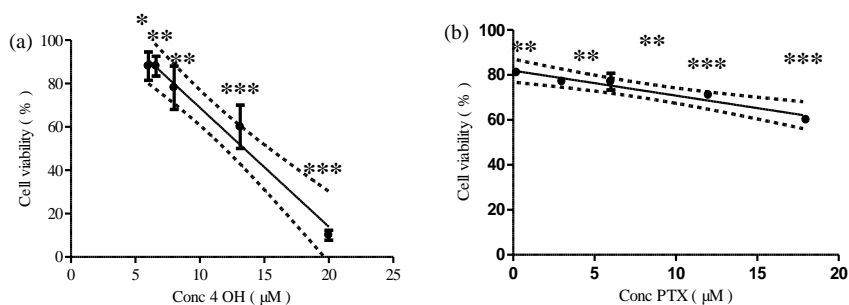 (a)
Cell viability ( % )
100
80
60
40
20
0
0 5 10 15 20 25
Conc 4 OH ( µM )
* ** ** *** ***
(b)
Cell viability ( % )
100
80
60
40
20
0
0 5 10 15 20
Conc PTX ( µM )
** ** ** *** ***